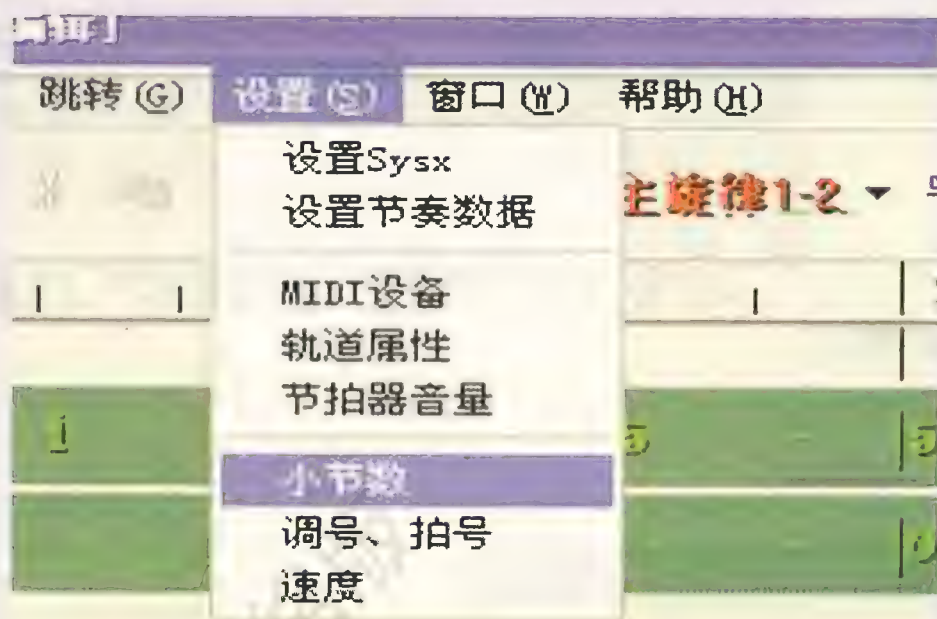 跳转(G) 设置(S) 窗口(W) 帮助(H)
设置Sysx
设置节奏数据
主旋律1-2
MIDI设备
轨道属性
节拍器音量
小节数
调号、拍号
速度